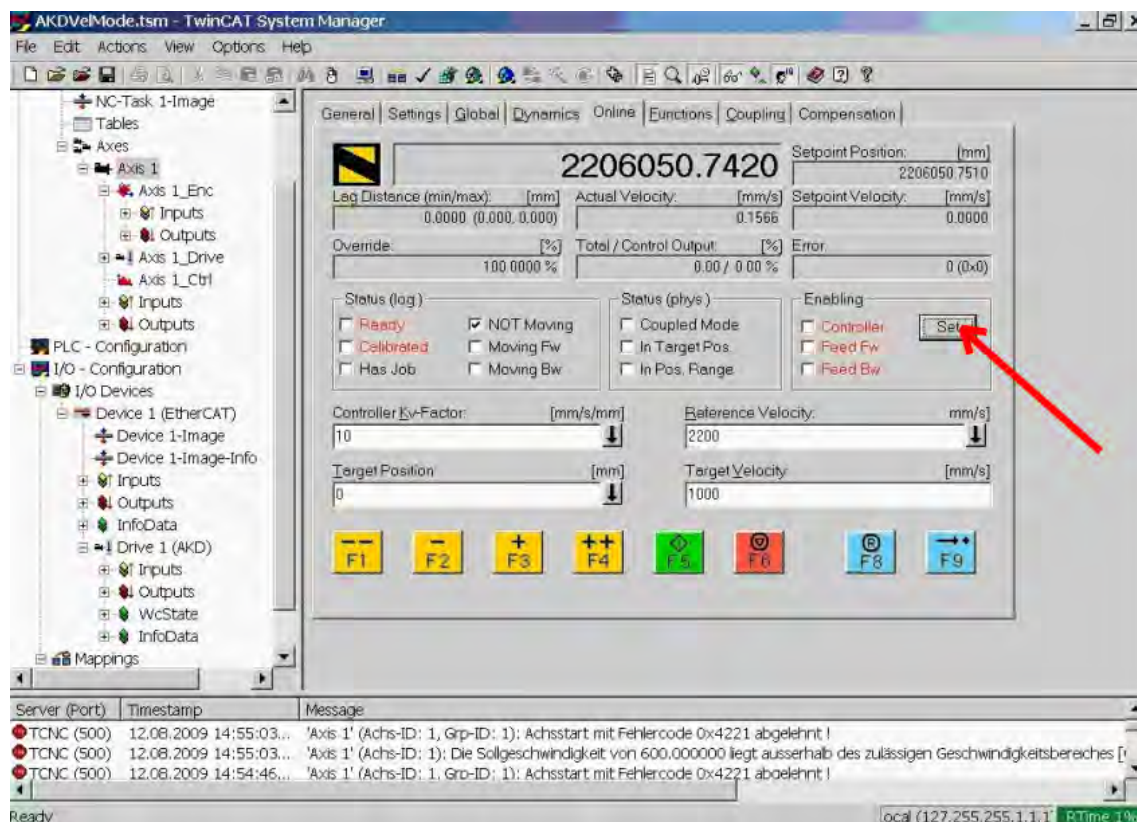 AKDVelMode.tsm - TwinCAT System Manager
File Edit Actions View Options Help
NC-Task 1-Image
Tables
Axes
Axis 1
Axis 1_Enc
Inputs
Outputs
Axis 1_Drive
Axis 1_Ctrl
Inputs
Outputs
PLC - Configuration
I/O - Configuration
I/O Devices
Device 1 (EtherCAT)
Device 1-Image
Device 1-Image-Info
Inputs
Outputs
InfoData
Drive 1 (AKD)
Inputs
Outputs
WcState
InfoData
Mappings
General Settings Global Dynamics Online Functions Coupling Compensation
2206050.7420
Setpoint Position: [mm]
2206050.7510
Lag Distance (min/max): [mm] Actual Velocity: [mm/s] Setpoint Velocity: [mm/s]
0.0000 (0.000, 0.000) 0.1566 0.0000
Override: [%] Total / Control Output: [%] Error:
100.0000 % 0.00 / 0.00 % 0 (0x0)
Status (log.) Status (phys.) Enabling
Ready NOT Moving Coupled Mode Controller Set
Calibrated Moving Fw In Target Pos. Feed Fw
Has Job Moving Bw In Pos. Range Feed Bw
Controller Kv-Factor: [mm/s/mm] Reference Velocity: mm/s]
10 2200
Target Position [mm] Target Velocity [mm/s]
0 1000
-- - + ++ R
F1 F2 F3 F4 F5 F6 F8 F9
Server (Port) Timestamp Message
TCNC (500) 12.08.2009 14:55:03... 'Axis 1' (Achs-ID: 1, Grp-ID: 1): Achsstart mit Fehlercode 0x4221 abgelehnt !
TCNC (500) 12.08.2009 14:55:03... 'Axis 1' (Achs-ID: 1): Die Sollgeschwindigkeit von 600.000000 liegt ausserhalb des zulässigen Geschwindigkeitsbereiches [
TCNC (500) 12.08.2009 14:54:46... 'Axis 1' (Achs-ID: 1, Grp-ID: 1): Achsstart mit Fehlercode 0x4221 abgelehnt !
Ready ocal (127.255.255.1.1.1 RTime 1%